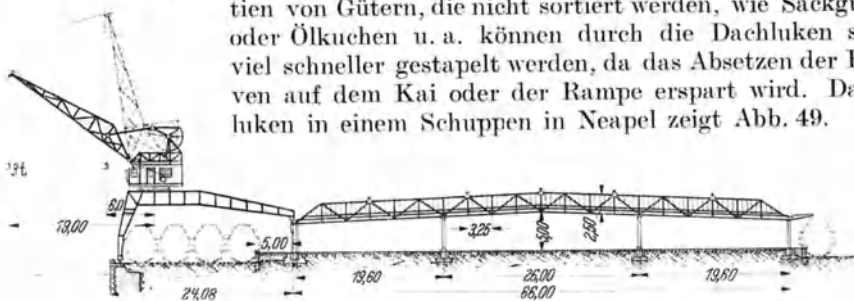 tien von Gütern, die nicht sortiert werden, wie Sackgu
oder Ölkuchen u. a. können durch die Dachluken s
viel schneller gestapelt werden, da das Absetzen der H
ven auf dem Kai oder der Rampe erspart wird. Da
luken in einem Schuppen in Neapel zeigt Abb. 49.
3t
6,0
19,00
5,00
3,25
5,00
2,50
19,60
26,00
19,60
24,08
66,00